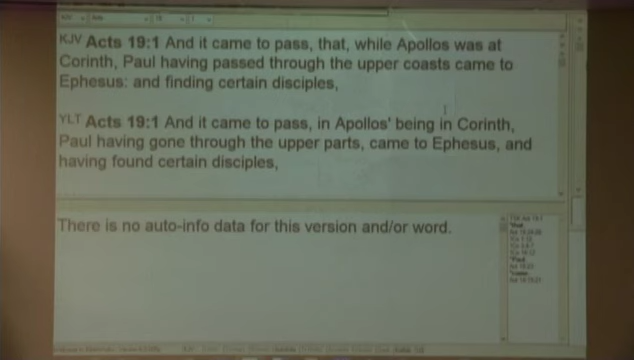 KJV Acts 19:1 And it came to pass, that, while Apollos was at
Corinth, Paul having passed through the upper coasts came to
Ephesus: and finding certain disciples,
YLT Acts 19:1 And it came to pass, in Apollos' being in Corinth,
Paul having gone through the upper parts, came to Ephesus, and
having found certain disciples,
There is no auto-info data for this version and/or word.